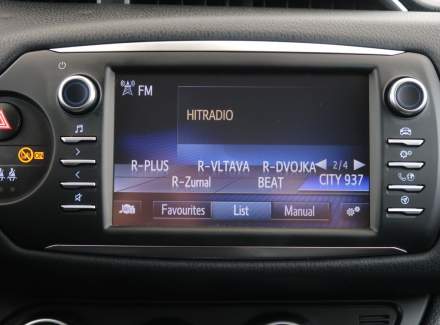 FM
HITRADIO
R-PLUS R-VLTAVA R-DVOJKA 2/4
R-Zurnal BEAT CITY 937
Favourites List Manual